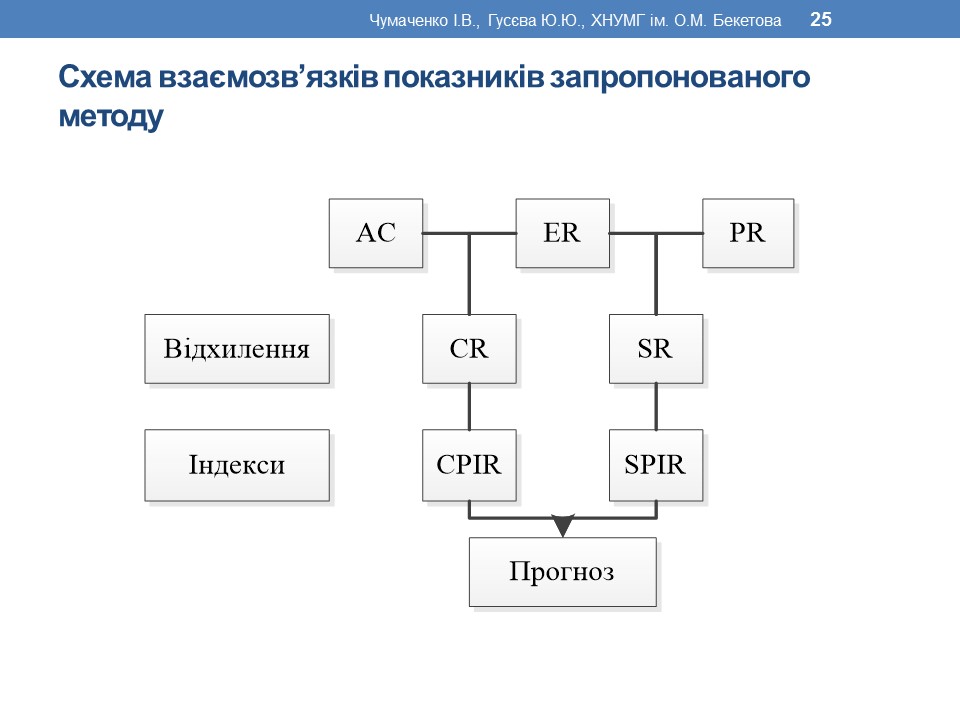 Чумаченко І.В., Гусєва Ю.Ю., ХНУМГ ім. О.М. Бекетова 25
Схема взаємозв’язків показників запропонованого
методу
AC ER PR
Відхилення CR SR
Індекси CPIR SPIR
Прогноз